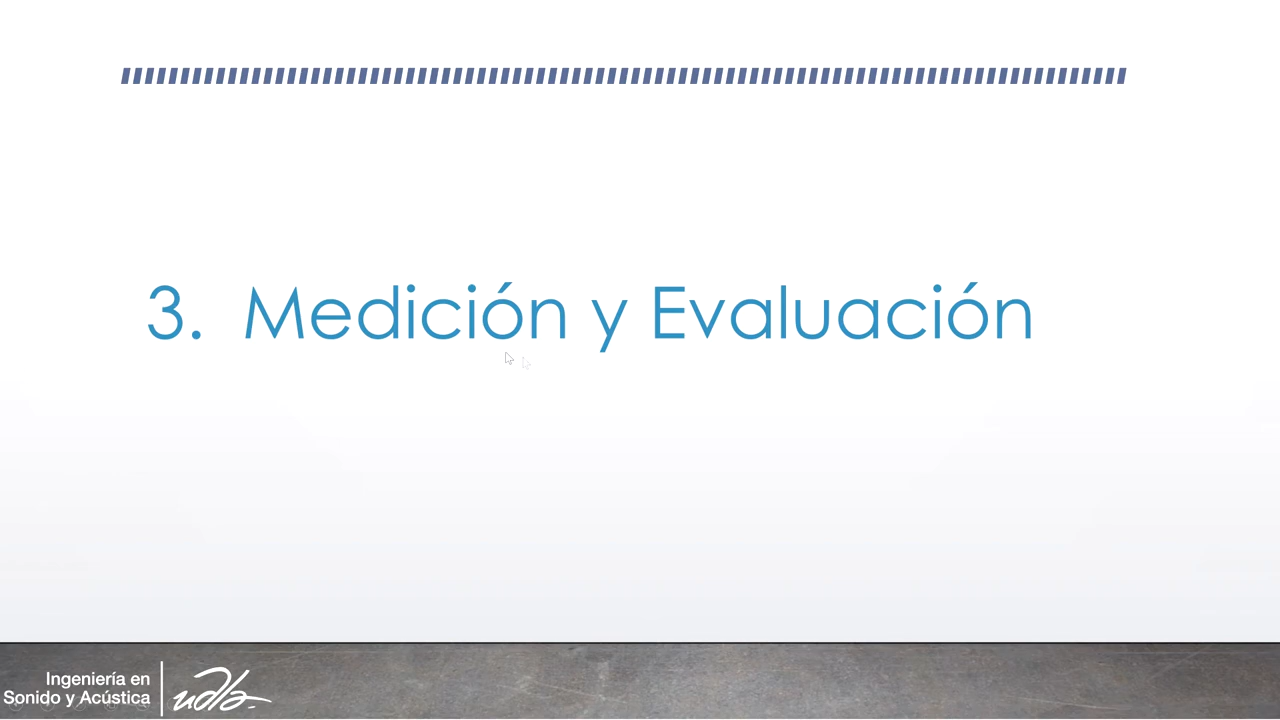 3. Medición y Evaluación
Ingeniería en
Sonido y Acústica
udla